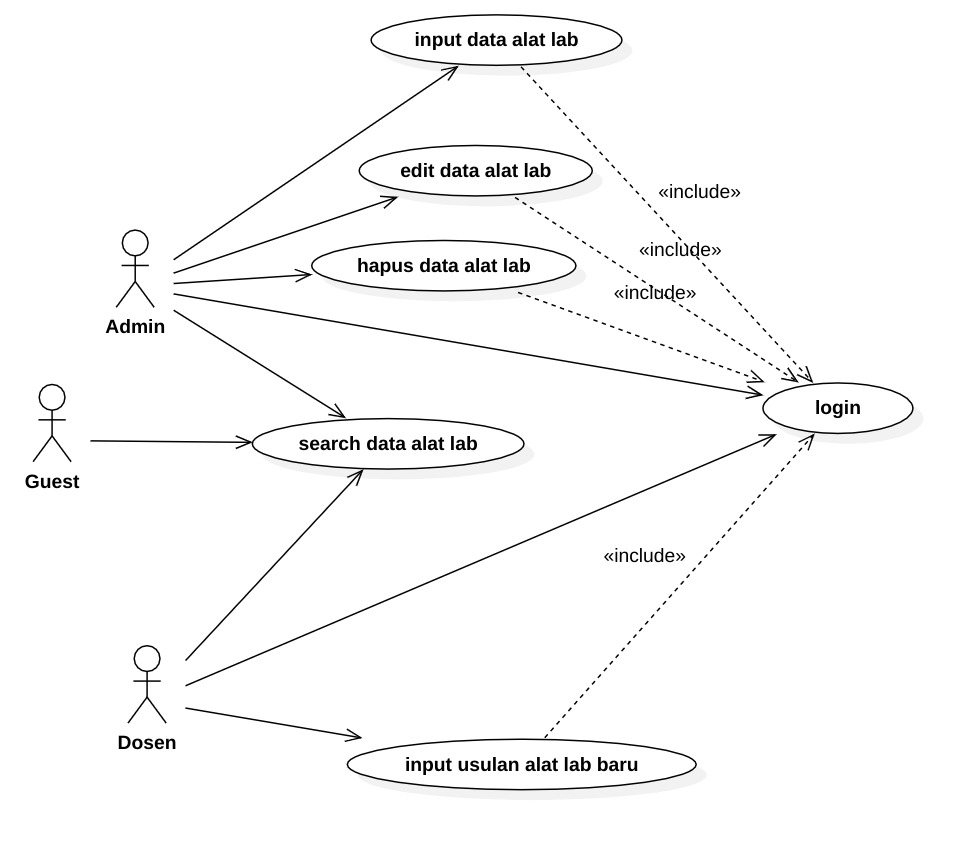 input data alat lab
edit data alat lab
«include»
«include»
hapus data alat lab
«include»
Admin
login
search data alat lab
Guest
«include»
Dosen
input usulan alat lab baru